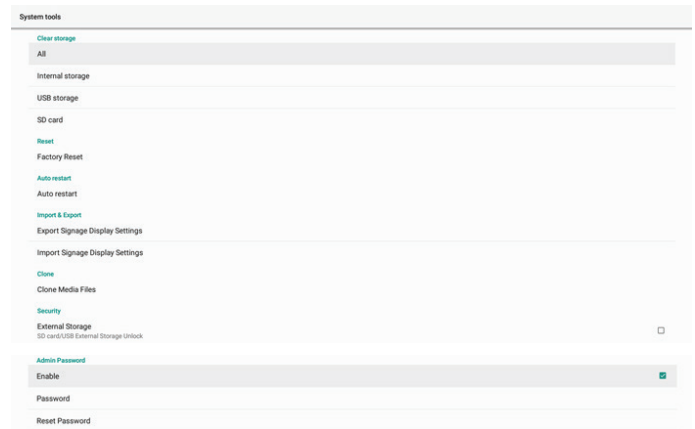 System tools
Clear storage
All
Internal storage
USB storage
SD card
Reset
Factory Reset
Auto restart
Auto restart
Import & Export
Export Signage Display Settings
Import Signage Display Settings
Clone
Clone Media Files
Security
External Storage
SD card/USB External Storage Unlock
Admin Password
Enable
Password
Reset Password